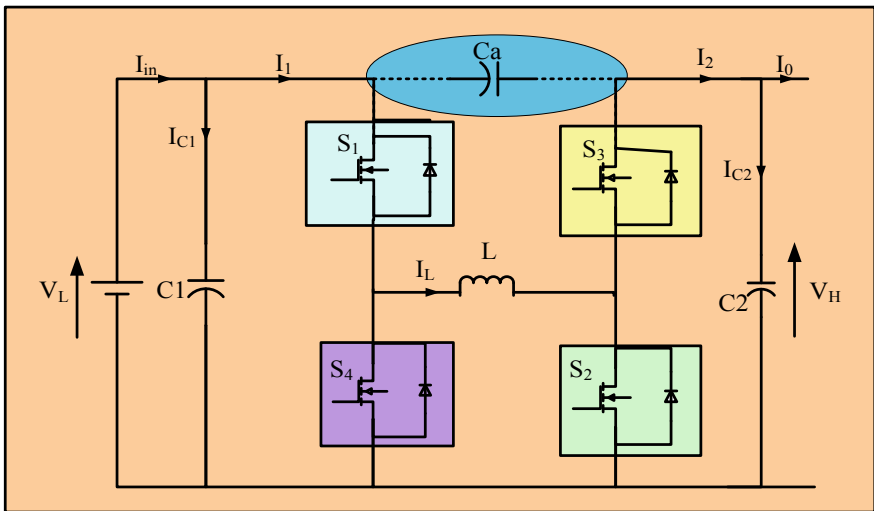 Ca
I_in I_1 I_2 I_0
I_C1 S_1 S_3 I_C2
I_L L
V_L C1 C2 V_H
S_4 S_2